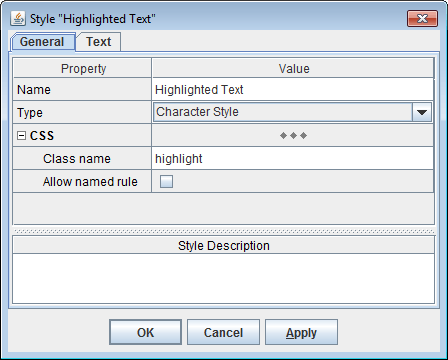 Style "Highlighted Text"
General Text
Property Value
Name Highlighted Text
Type Character Style
CSS
Class name highlight
Allow named rule
Style Description
OK Cancel Apply